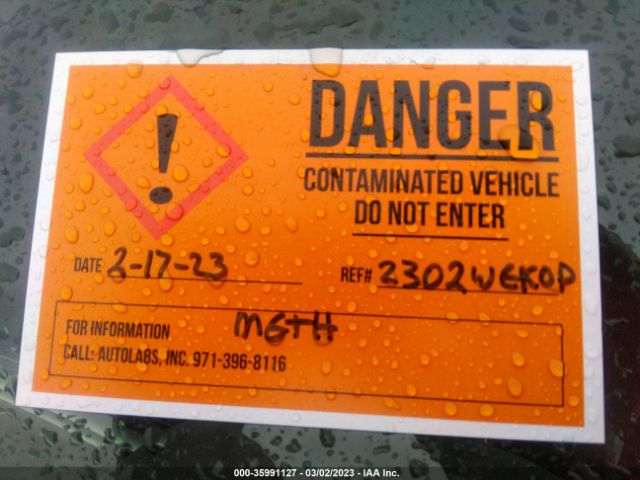 !
DANGER
CONTAMINATED VEHICLE
DO NOT ENTER
DATE 2-17-23
REF# 2302WEKOP
METH
FOR INFORMATION
CALL: AUTOLABS, INC. 971-396-8116
000-35991127 - 03/02/2023 - IAA Inc.